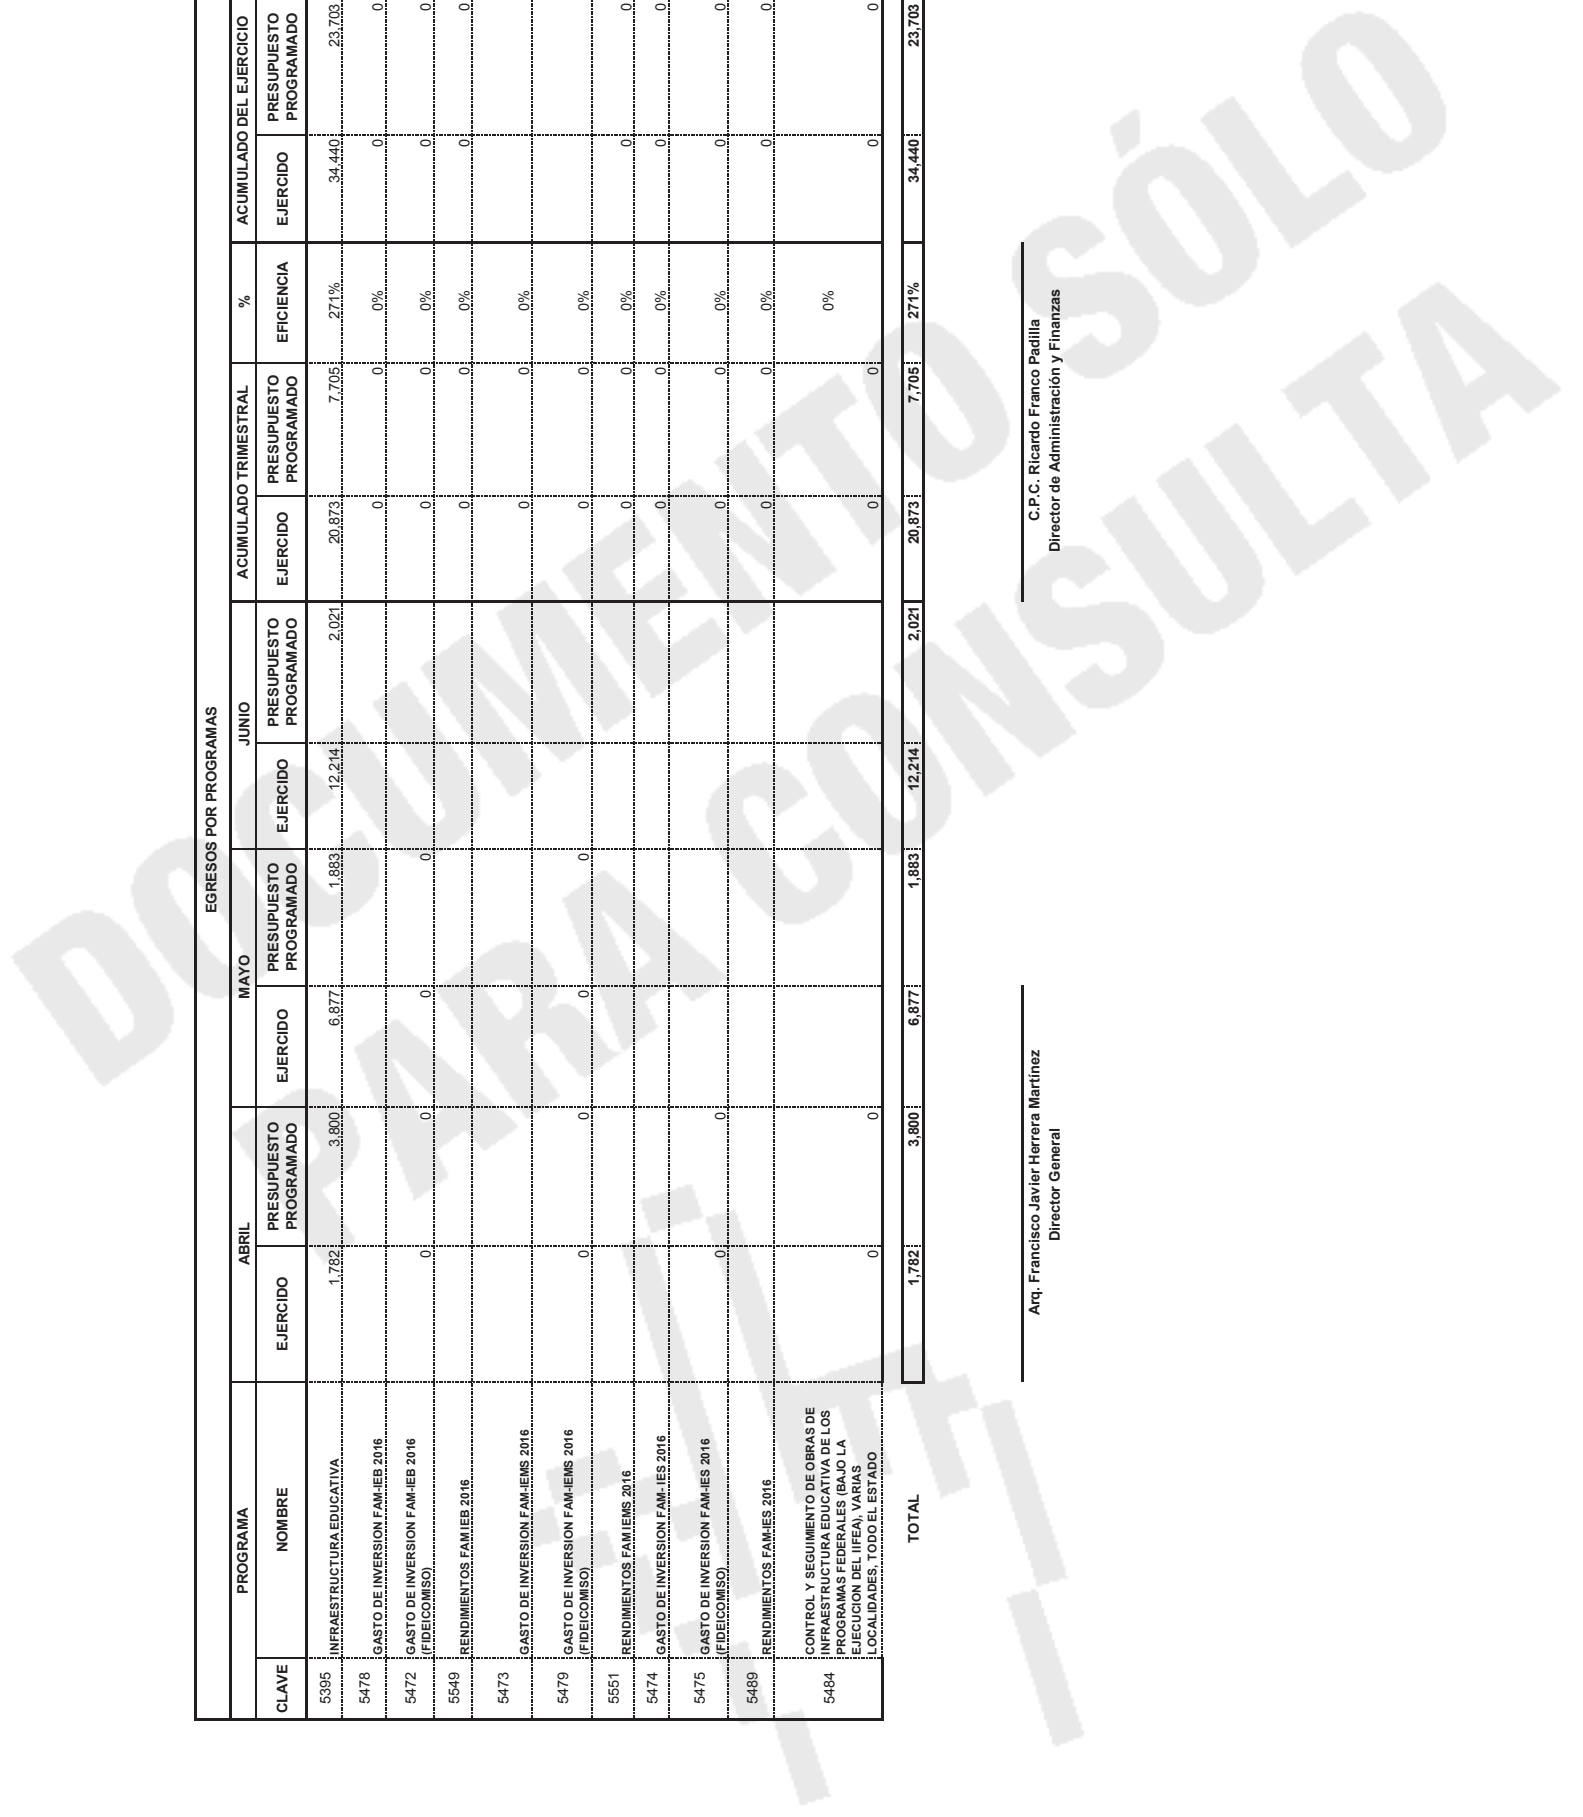 EGRESOS POR PROGRAMAS
PROGRAMA ABRIL MAYO JUNIO ACUMULADO TRIMESTRAL % ACUMULADO DEL EJERCICIO
CLAVE NOMBRE EJERCIDO PRESUPUESTO PROGRAMADO EJERCIDO PRESUPUESTO PROGRAMADO EJERCIDO PRESUPUESTO PROGRAMADO EJERCIDO PRESUPUESTO PROGRAMADO EFICIENCIA EJERCIDO PRESUPUESTO PROGRAMADO
5395 INFRAESTRUCTURA EDUCATIVA 1,782 3,800 6,877 1,883 12,214 2,021 20,873 7,705 271% 34,440 23,703
5478 GASTO DE INVERSION FAM-IEB 2016 0 0 0% 0 0
5472 GASTO DE INVERSION FAM-IEB 2016
(FIDEICOMISO) 0 0 0 0 0 0 0% 0 0
5549 RENDIMIENTOS FAM IEB 2016 0 0 0% 0 0
5473 GASTO DE INVERSION FAM-IEMS 2016 0 0 0%
5479 GASTO DE INVERSION FAM-IEMS 2016
(FIDEICOMISO) 0 0 0 0 0 0 0%
5551 RENDIMIENTOS FAM IEMS 2016 0 0 0% 0 0
5474 GASTO DE INVERSION FAM- IES 2016 0 0 0% 0 0
5475 GASTO DE INVERSION FAM-IES 2016
(FIDEICOMISO) 0 0 0 0 0% 0 0
5489 RENDIMIENTOS FAM-IES 2016 0 0 0% 0 0
5484 CONTROL Y SEGUIMIENTO DE OBRAS DE
INFRAESTRUCTURA EDUCATIVA DE LOS
PROGRAMAS FEDERALES (BAJO LA
EJECUCION DEL IIFEA), VARIAS
LOCALIDADES, TODO EL ESTADO 0 0 0 0 0% 0 0
TOTAL 1,782 3,800 6,877 1,883 12,214 2,021 20,873 7,705 271% 34,440 23,703
Arq. Francisco Javier Herrera Martínez
Director General
C.P.C. Ricardo Franco Padilla
Director de Administración y Finanzas
DOCUMENTO SÓLO
PARA CONSULTA